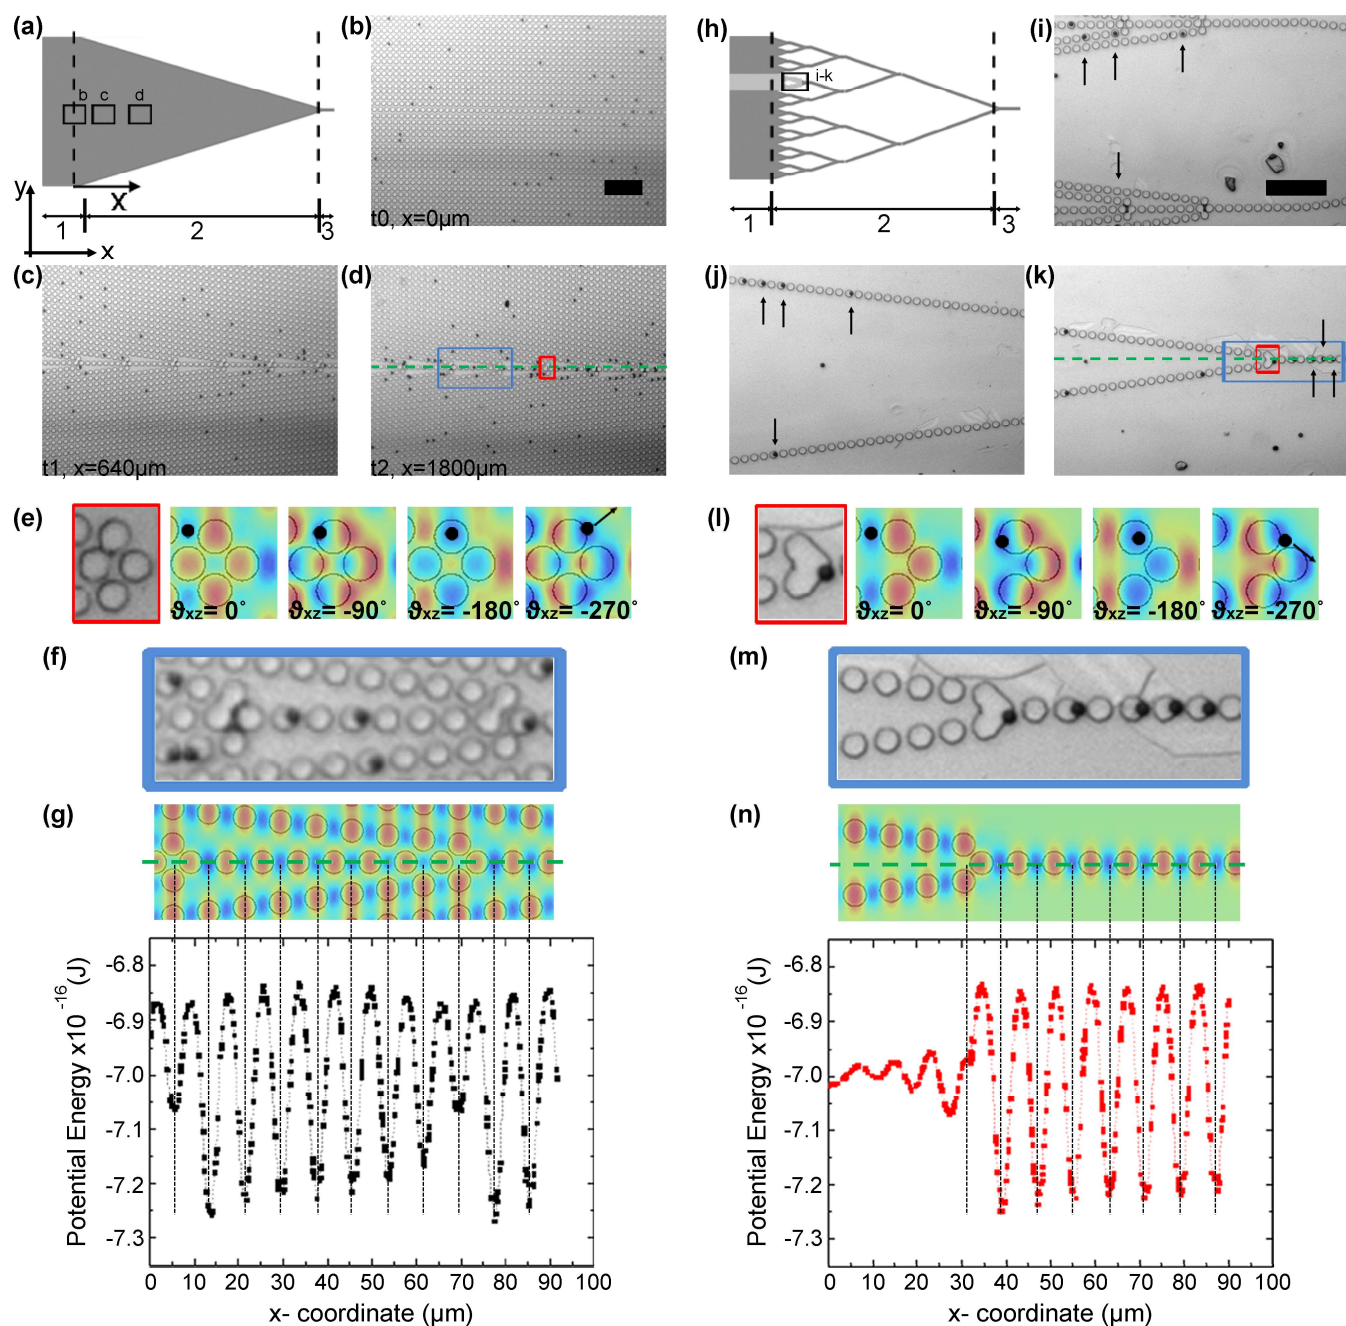 (a)
b
c
d
y
x
1
2
3
x
(b)
t0, x=0µm
(c)
t1, x=640µm
(d)
t2, x=1800µm
(e)
ϑxz= 0°
ϑxz= -90°
ϑxz= -180°
ϑxz= -270°
(f)
(g)
Potential Energy x10 -16 (J)
-6.8
-6.9
-7.0
-7.1
-7.2
-7.3
0 10 20 30 40 50 60 70 80 90 100
x- coordinate (µm)
(h)
i-k
1
2
3
(i)
(j)
(k)
(l)
ϑxz= 0°
ϑxz= -90°
ϑxz= -180°
ϑxz= -270°
(m)
(n)
Potential Energy x10 -16 (J)
-6.8
-6.9
-7.0
-7.1
-7.2
-7.3
0 10 20 30 40 50 60 70 80 90 100
x- coordinate (µm)